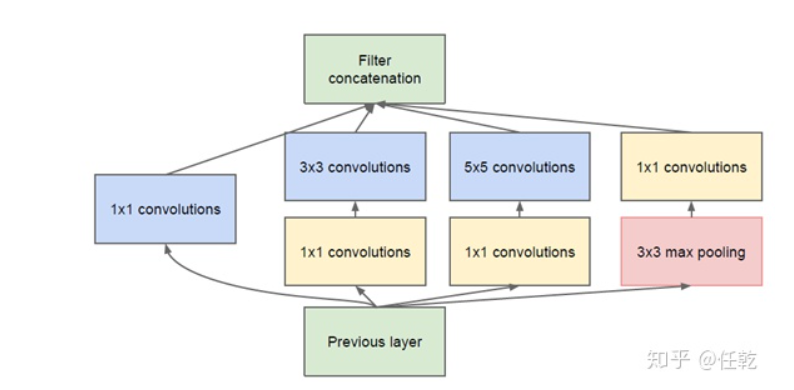 Filter
concatenation
3x3 convolutions
5x5 convolutions
1x1 convolutions
1x1 convolutions
1x1 convolutions
1x1 convolutions
3x3 max pooling
Previous layer
知乎 @任乾